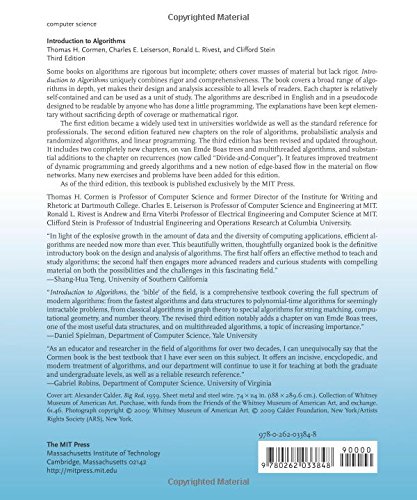 Copyrighted Material
computer science
Introduction to Algorithms
Thomas H. Cormen, Charles E. Leiserson, Ronald L. Rivest, and Clifford Stein
Third Edition
Some books on algorithms are rigorous but incomplete; others cover masses of material but lack rigor. Intro-
duction to Algorithms uniquely combines rigor and comprehensiveness. The book covers a broad range of algo-
rithms in depth, yet makes their design and analysis accessible to all levels of readers. Each chapter is relatively
self-contained and can be used as a unit of study. The algorithms are described in English and in a pseudocode
designed to be readable by anyone who has done a little programming. The explanations have been kept elemen-
tary without sacrificing depth of coverage or mathematical rigor.
The first edition became a widely used text in universities worldwide as well as the standard reference for
professionals. The second edition featured new chapters on the role of algorithms, probabilistic analysis and
randomized algorithms, and linear programming. The third edition has been revised and updated throughout.
It includes two completely new chapters, on van Emde Boas trees and multithreaded algorithms, and substan-
tial additions to the chapter on recurrences (now called "Divide-and-Conquer"). It features improved treatment
of dynamic programming and greedy algorithms and a new notion of edge-based flow in the material on flow
networks. Many new exercises and problems have been added for this edition.
As of the third edition, this textbook is published exclusively by the MIT Press.
Thomas H. Cormen is Professor of Computer Science and former Director of the Institute for Writing and
Rhetoric at Dartmouth College. Charles E. Leiserson is Professor of Computer Science and Engineering at MIT.
Ronald L. Rivest is Andrew and Erna Viterbi Professor of Electrical Engineering and Computer Science at MIT.
Clifford Stein is Professor of Industrial Engineering and Operations Research at Columbia University.
"In light of the explosive growth in the amount of data and the diversity of computing applications, efficient al-
gorithms are needed now more than ever. This beautifully written, thoughtfully organized book is the definitive
introductory book on the design and analysis of algorithms. The first half offers an effective method to teach and
study algorithms; the second half then engages more advanced readers and curious students with compelling
material on both the possibilities and the challenges in this fascinating field."
—Shang-Hua Teng, University of Southern California
"Introduction to Algorithms, the 'bible' of the field, is a comprehensive textbook covering the full spectrum of
modern algorithms: from the fastest algorithms and data structures to polynomial-time algorithms for seemingly
intractable problems, from classical algorithms in graph theory to special algorithms for string matching, compu-
tational geometry, and number theory. The revised third edition notably adds a chapter on van Emde Boas trees,
one of the most useful data structures, and on multithreaded algorithms, a topic of increasing importance."
—Daniel Spielman, Department of Computer Science, Yale University
"As an educator and researcher in the field of algorithms for over two decades, I can unequivocally say that the
Cormen book is the best textbook that I have ever seen on this subject. It offers an incisive, encyclopedic, and
modern treatment of algorithms, and our department will continue to use it for teaching at both the graduate
and undergraduate levels, as well as a reliable research reference."
—Gabriel Robins, Department of Computer Science, University of Virginia
Cover art: Alexander Calder, Big Red, 1959. Sheet metal and steel wire. 74 × 114 in. (188 × 289.6 cm.). Collection of Whitney
Museum of American Art. Purchase, with funds from the Friends of the Whitney Museum of American Art, and exchange.
61.46. Photograph copyright © 2009: Whitney Museum of American Art. © 2009 Calder Foundation, New York/Artists
Rights Society (ARS), New York.
The MIT Press
Massachusetts Institute of Technology
Cambridge, Massachusetts 02142
http://mitpress.mit.edu
978-0-262-03384-8
90000
9 780262 033848
Copyrighted Material